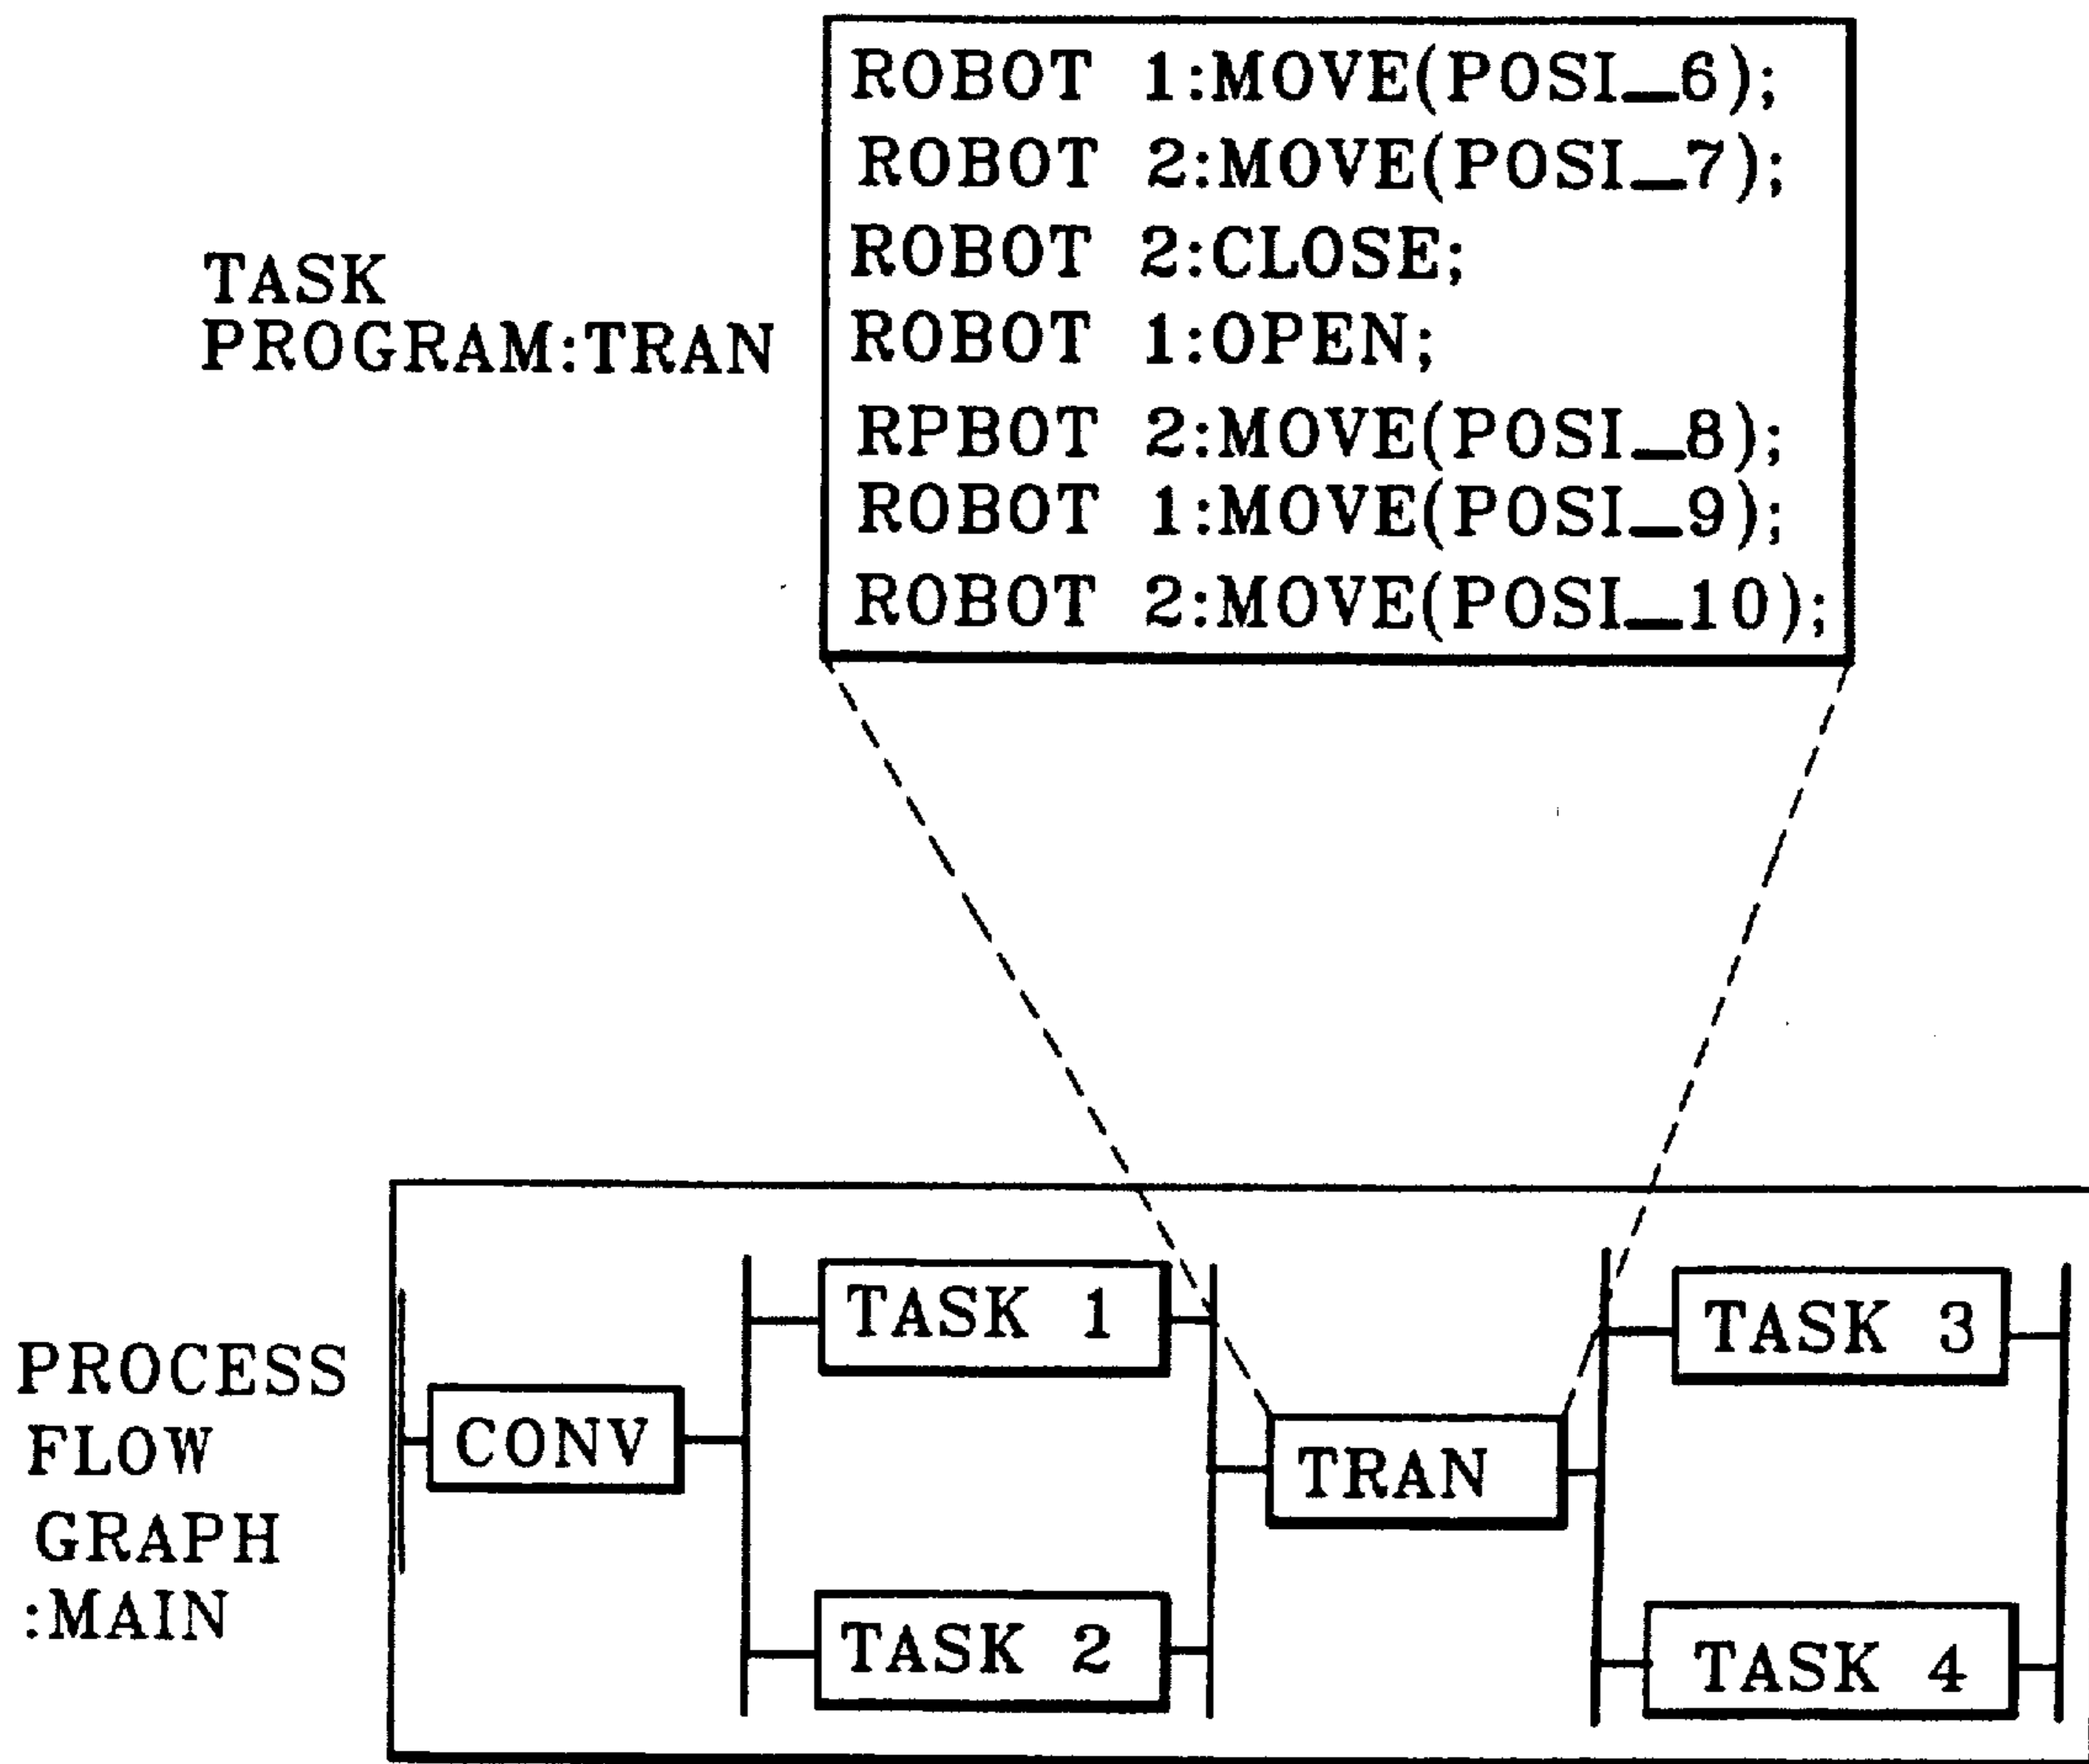 ROBOT 1:MOVE(POSI_6);
ROBOT 2:MOVE(POSI_7);
ROBOT 2:CLOSE;
ROBOT 1:OPEN;
RPBOT 2:MOVE(POSI_8);
ROBOT 1:MOVE(POSI_9);
ROBOT 2:MOVE(POSI_10);
TASK
PROGRAM:TRAN
PROCESS
FLOW
GRAPH
:MAIN
CONV
TASK 1
TASK 2
TRAN
TASK 3
TASK 4